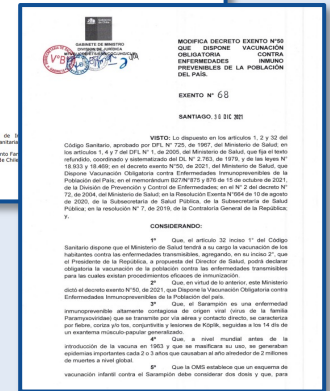 GABINETE DE MINISTRO
DIVISIÓN DE JURÍDICA
MODIFICA DECRETO EXENTO N°50
QUE DISPONE VACUNACIÓN
OBLIGATORIA CONTRA
ENFERMEDADES INMUNO
PREVENIBLES DE LA POBLACIÓN
DEL PAÍS.
EXENTO N° 68
SANTIAGO, 16 DIC 2021
VISTO: Lo dispuesto en los artículos 1, 2 y 32 del
Código Sanitario, aprobado por DFL N° 725, de 1967, del Ministerio de Salud; en
los artículos 1, 4 y 7 del DFL N° 1, de 2005, del Ministerio de Salud, que fija el texto
refundido, coordinado y sistematizado del DL N° 2.763, de 1979, y de las leyes N°
18.933 y 18.469; en el decreto exento N°50, de 2021, del Ministerio de Salud, que
Dispone Vacunación Obligatoria contra Enfermedades Inmunoprevenibles de la
Población del País; en el memorándum B27/N°875 y 876 de 15 de octubre de 2021,
de la División de Prevención y Control de Enfermedades; en el N° 2 del decreto N°
72, de 2004, del Ministerio de Salud; en la Resolución Exenta N°664 de 10 de agosto
de 2020, de la Subsecretaría de Salud Pública, de la Subsecretaría de Salud
Pública; en la resolución N° 7, de 2019, de la Contraloría General de la República;
y,
CONSIDERANDO:
1° Que, el artículo 32 inciso 1° del Código
Sanitario dispone que el Ministerio de Salud tendrá a su cargo la vacunación de los
habitantes contra las enfermedades transmisibles, agregando, en su inciso 2°, que
el Presidente de la República, a propuesta del Director de Salud, podrá declarar
obligatoria la vacunación de la población contra las enfermedades transmisibles
para las cuales existan procedimientos eficaces de inmunización.
2° Que, en virtud de lo anterior, este Ministerio
dictó el decreto exento N°50, de 2021, que Dispone la Vacunación Obligatoria contra
Enfermedades Inmunoprevenibles de la Población del país.
3° Que, el Sarampión es una enfermedad
inmunoprevenible altamente contagiosa de origen viral (virus de la familia
Paramyxoviridae) que se transmite por vía aérea y contacto directo, se caracteriza
por fiebre, coriza y/o tos, conjuntivitis y lesiones de Köplik, seguidas a los 14 días de
un exantema máculo-papular generalizado.
4° Que, a nivel mundial antes de la
introducción de la vacuna en 1963 y que se masificara su uso, se generaban
epidemias importantes cada 2 o 3 años que causaban al año alrededor de 2 millones
de muertes a nivel global.
5° Que la OMS establece que un esquema de
vacunación infantil contra el Sarampión debe considerar dos dosis y que, para